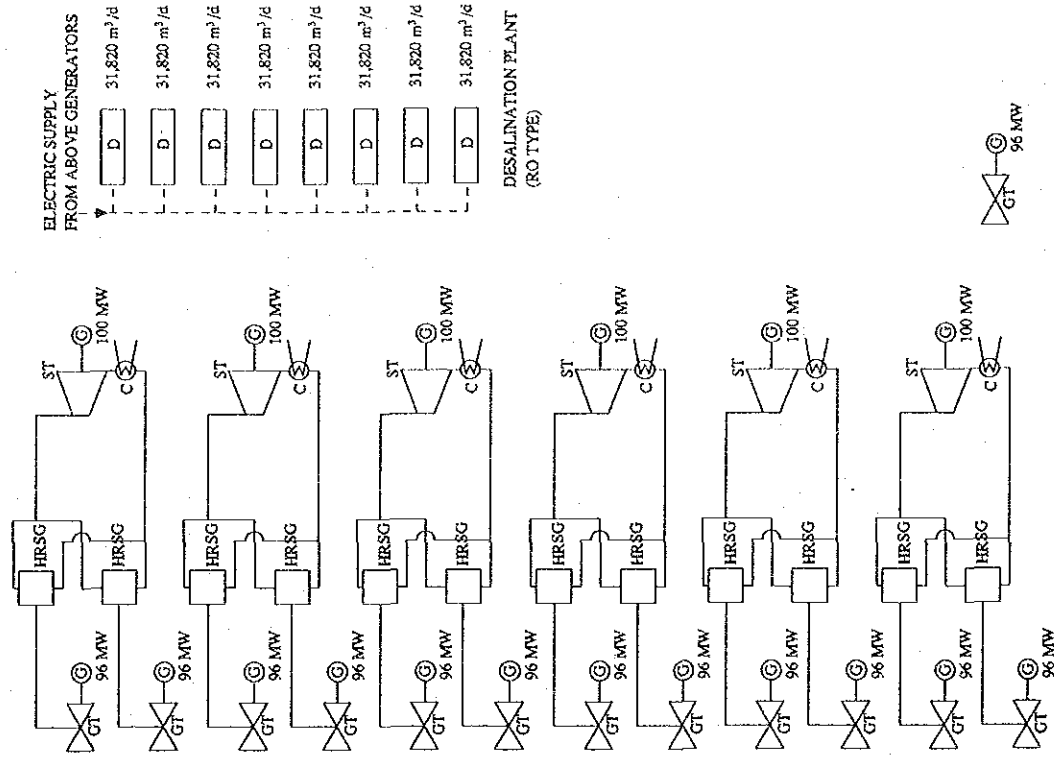 GT
G
96 MW
HRSG
GT
G
96 MW
HRSG
ST
G
100 MW
C
GT
G
96 MW
HRSG
GT
G
96 MW
HRSG
ST
G
100 MW
C
GT
G
96 MW
HRSG
GT
G
96 MW
HRSG
ST
G
100 MW
C
GT
G
96 MW
HRSG
GT
G
96 MW
HRSG
ST
G
100 MW
C
GT
G
96 MW
HRSG
GT
G
96 MW
HRSG
ST
G
100 MW
C
GT
G
96 MW
HRSG
GT
G
96 MW
HRSG
ST
G
100 MW
C
ELECTRIC SUPPLY
FROM ABOVE GENERATORS
D 31,820 m³/d
D 31,820 m³/d
D 31,820 m³/d
D 31,820 m³/d
D 31,820 m³/d
D 31,820 m³/d
D 31,820 m³/d
D 31,820 m³/d
DESALINATION PLANT
(RO TYPE)
GT
G
96 MW